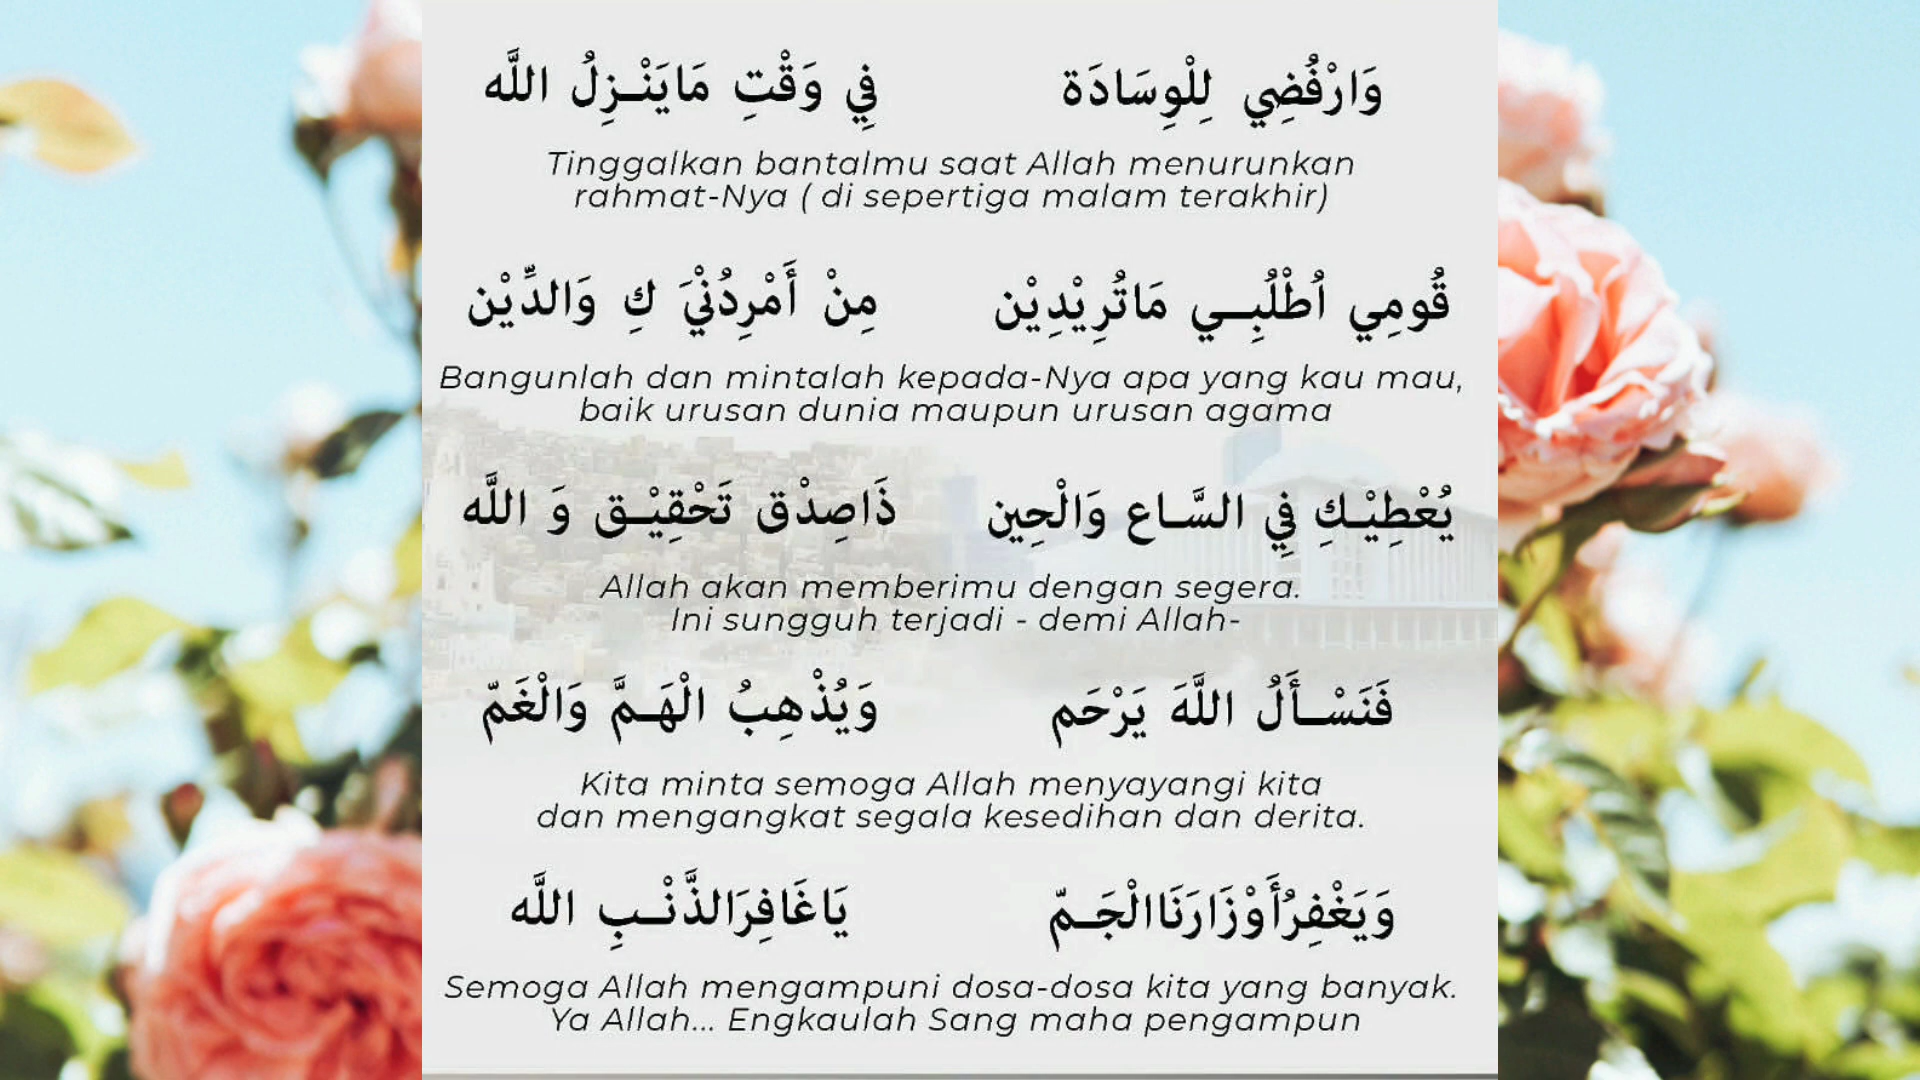 وَارْفُضِي لِلْوِسَادَة فِي وَقْتِ مَايَنْـزِلُ اللَّه
Tinggalkan bantalmu saat Allah menurunkan
rahmat-Nya ( di sepertiga malam terakhir)
قُومِي اُطْلُبِــي مَاتُرِيْدِيْن مِنْ أَمْرِدُنْيَ كِ وَالدِّيْن
Bangunlah dan mintalah kepada-Nya apa yang kau mau,
baik urusan dunia maupun urusan agama
يُعْطِيْـكِ فِي السَّـاع وَالْحِين ذَاصِدْق تَحْقِيْـق وَ اللَّه
Allah akan memberimu dengan segera.
Ini sungguh terjadi - demi Allah-
فَنَسْـأَلُ اللَّهَ يَرْحَم وَيُذْهِبُ الْهَـمَّ وَالْغَمّ
Kita minta semoga Allah menyayangi kita
dan mengangkat segala kesedihan dan derita.
وَيَغْفِرُأَوْزَارَنَاالْجَـمّ يَاغَافِرَالذَّنْـبِ اللَّه
Semoga Allah mengampuni dosa-dosa kita yang banyak.
Ya Allah... Engkaulah Sang maha pengampun